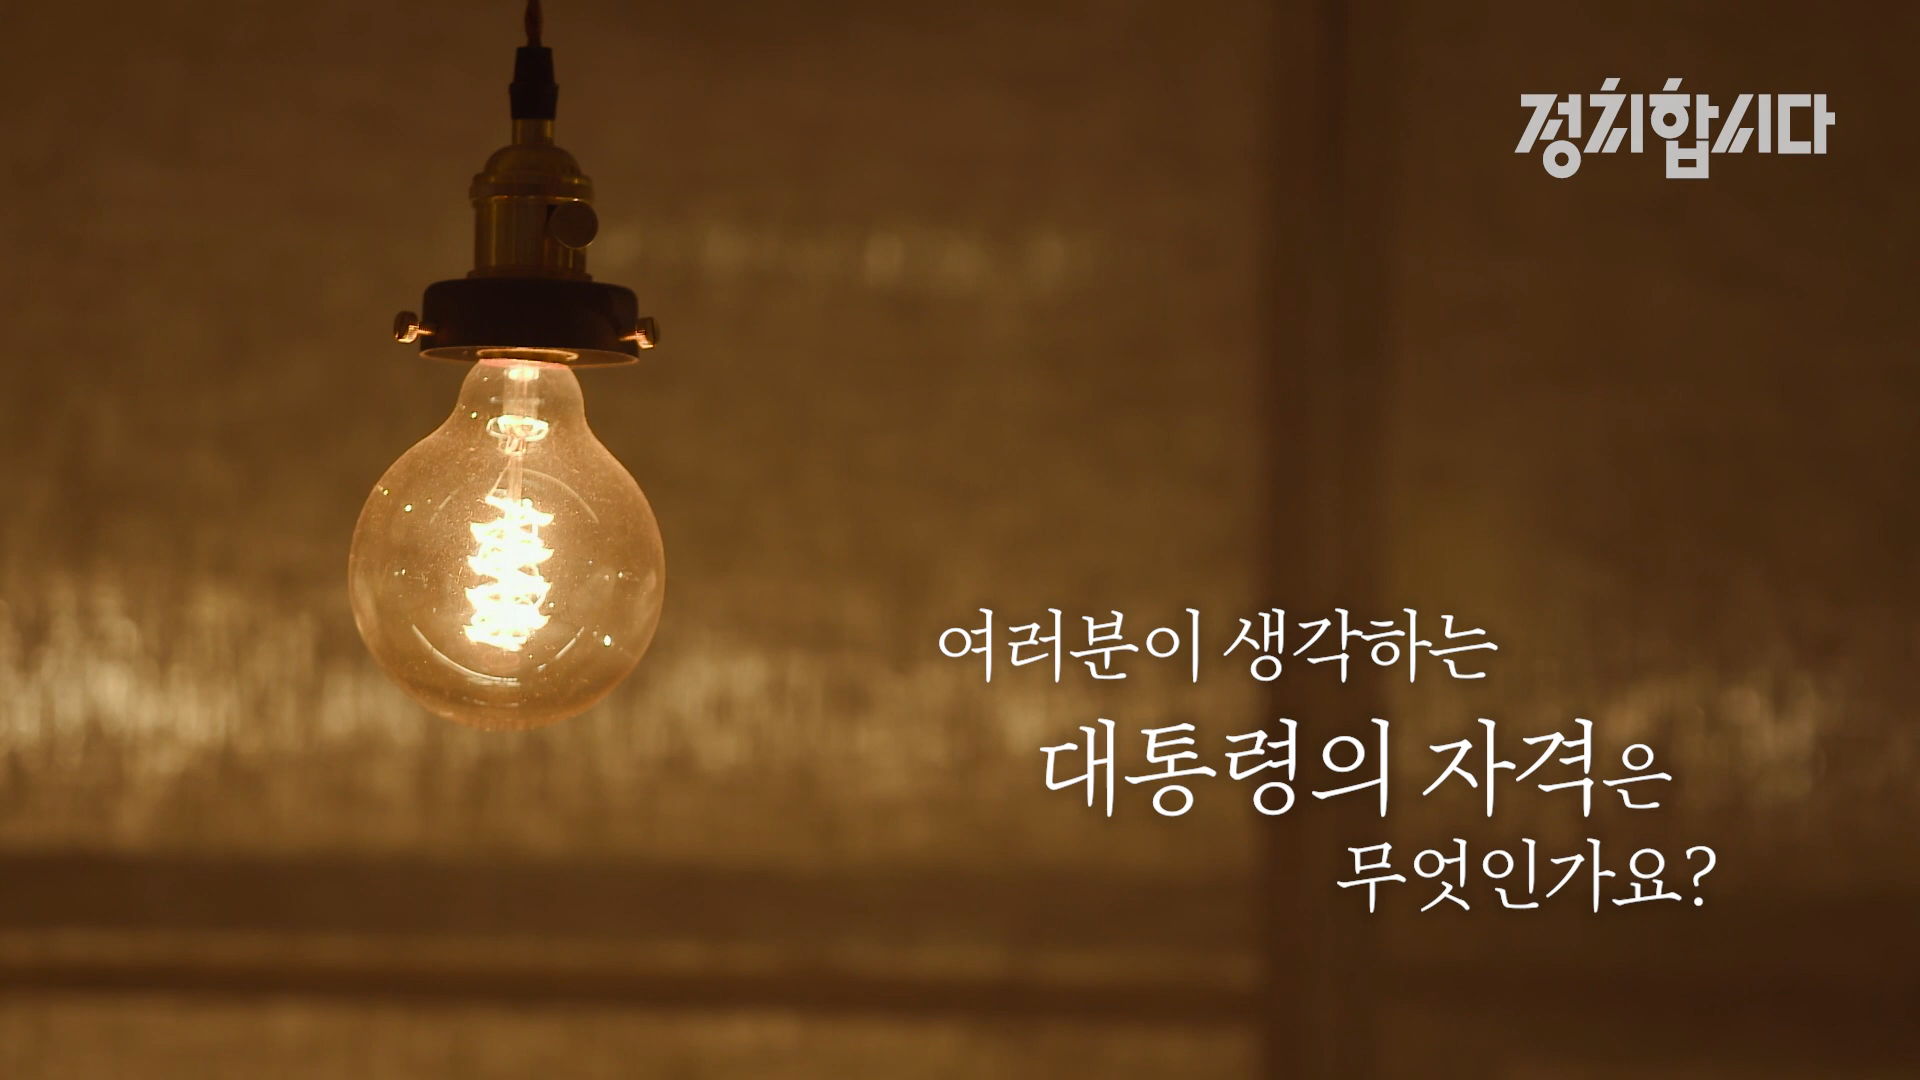 정치합시다
여러분이 생각하는
대통령의 자격은
무엇인가요?